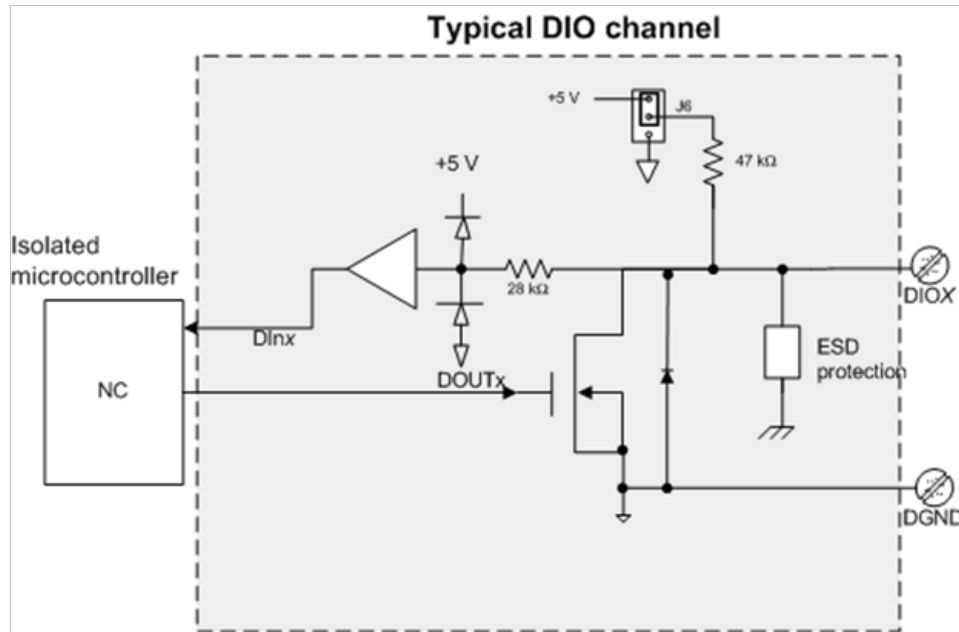 Typical DIO channel
+5 V
J6
47 kΩ
+5 V
Isolated
microcontroller
28 kΩ
DIOX
DInx
ESD
protection
NC
DOUTx
DGND